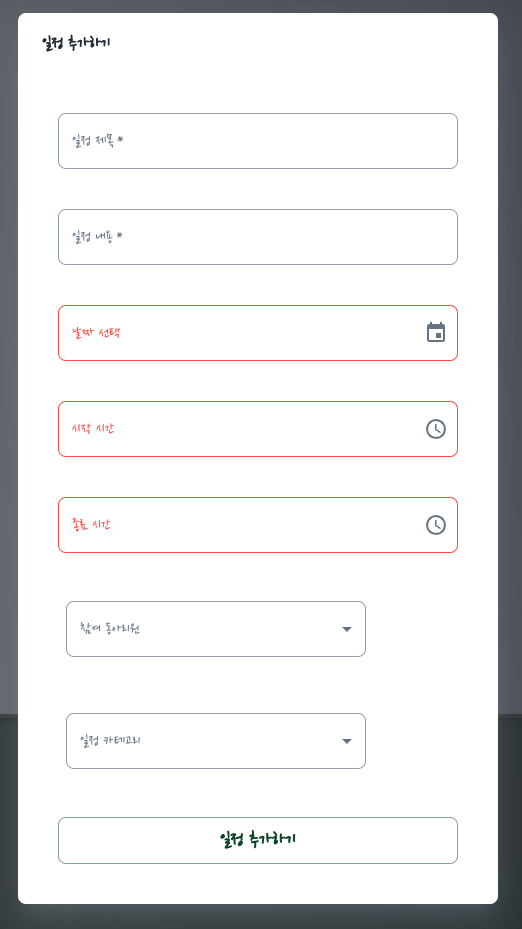 일정 추가하기
일정 제목 *
일정 내용 *
날짜 선택
시작 시간
종료 시간
참여 동아리원
일정 카테고리
일정 추가하기